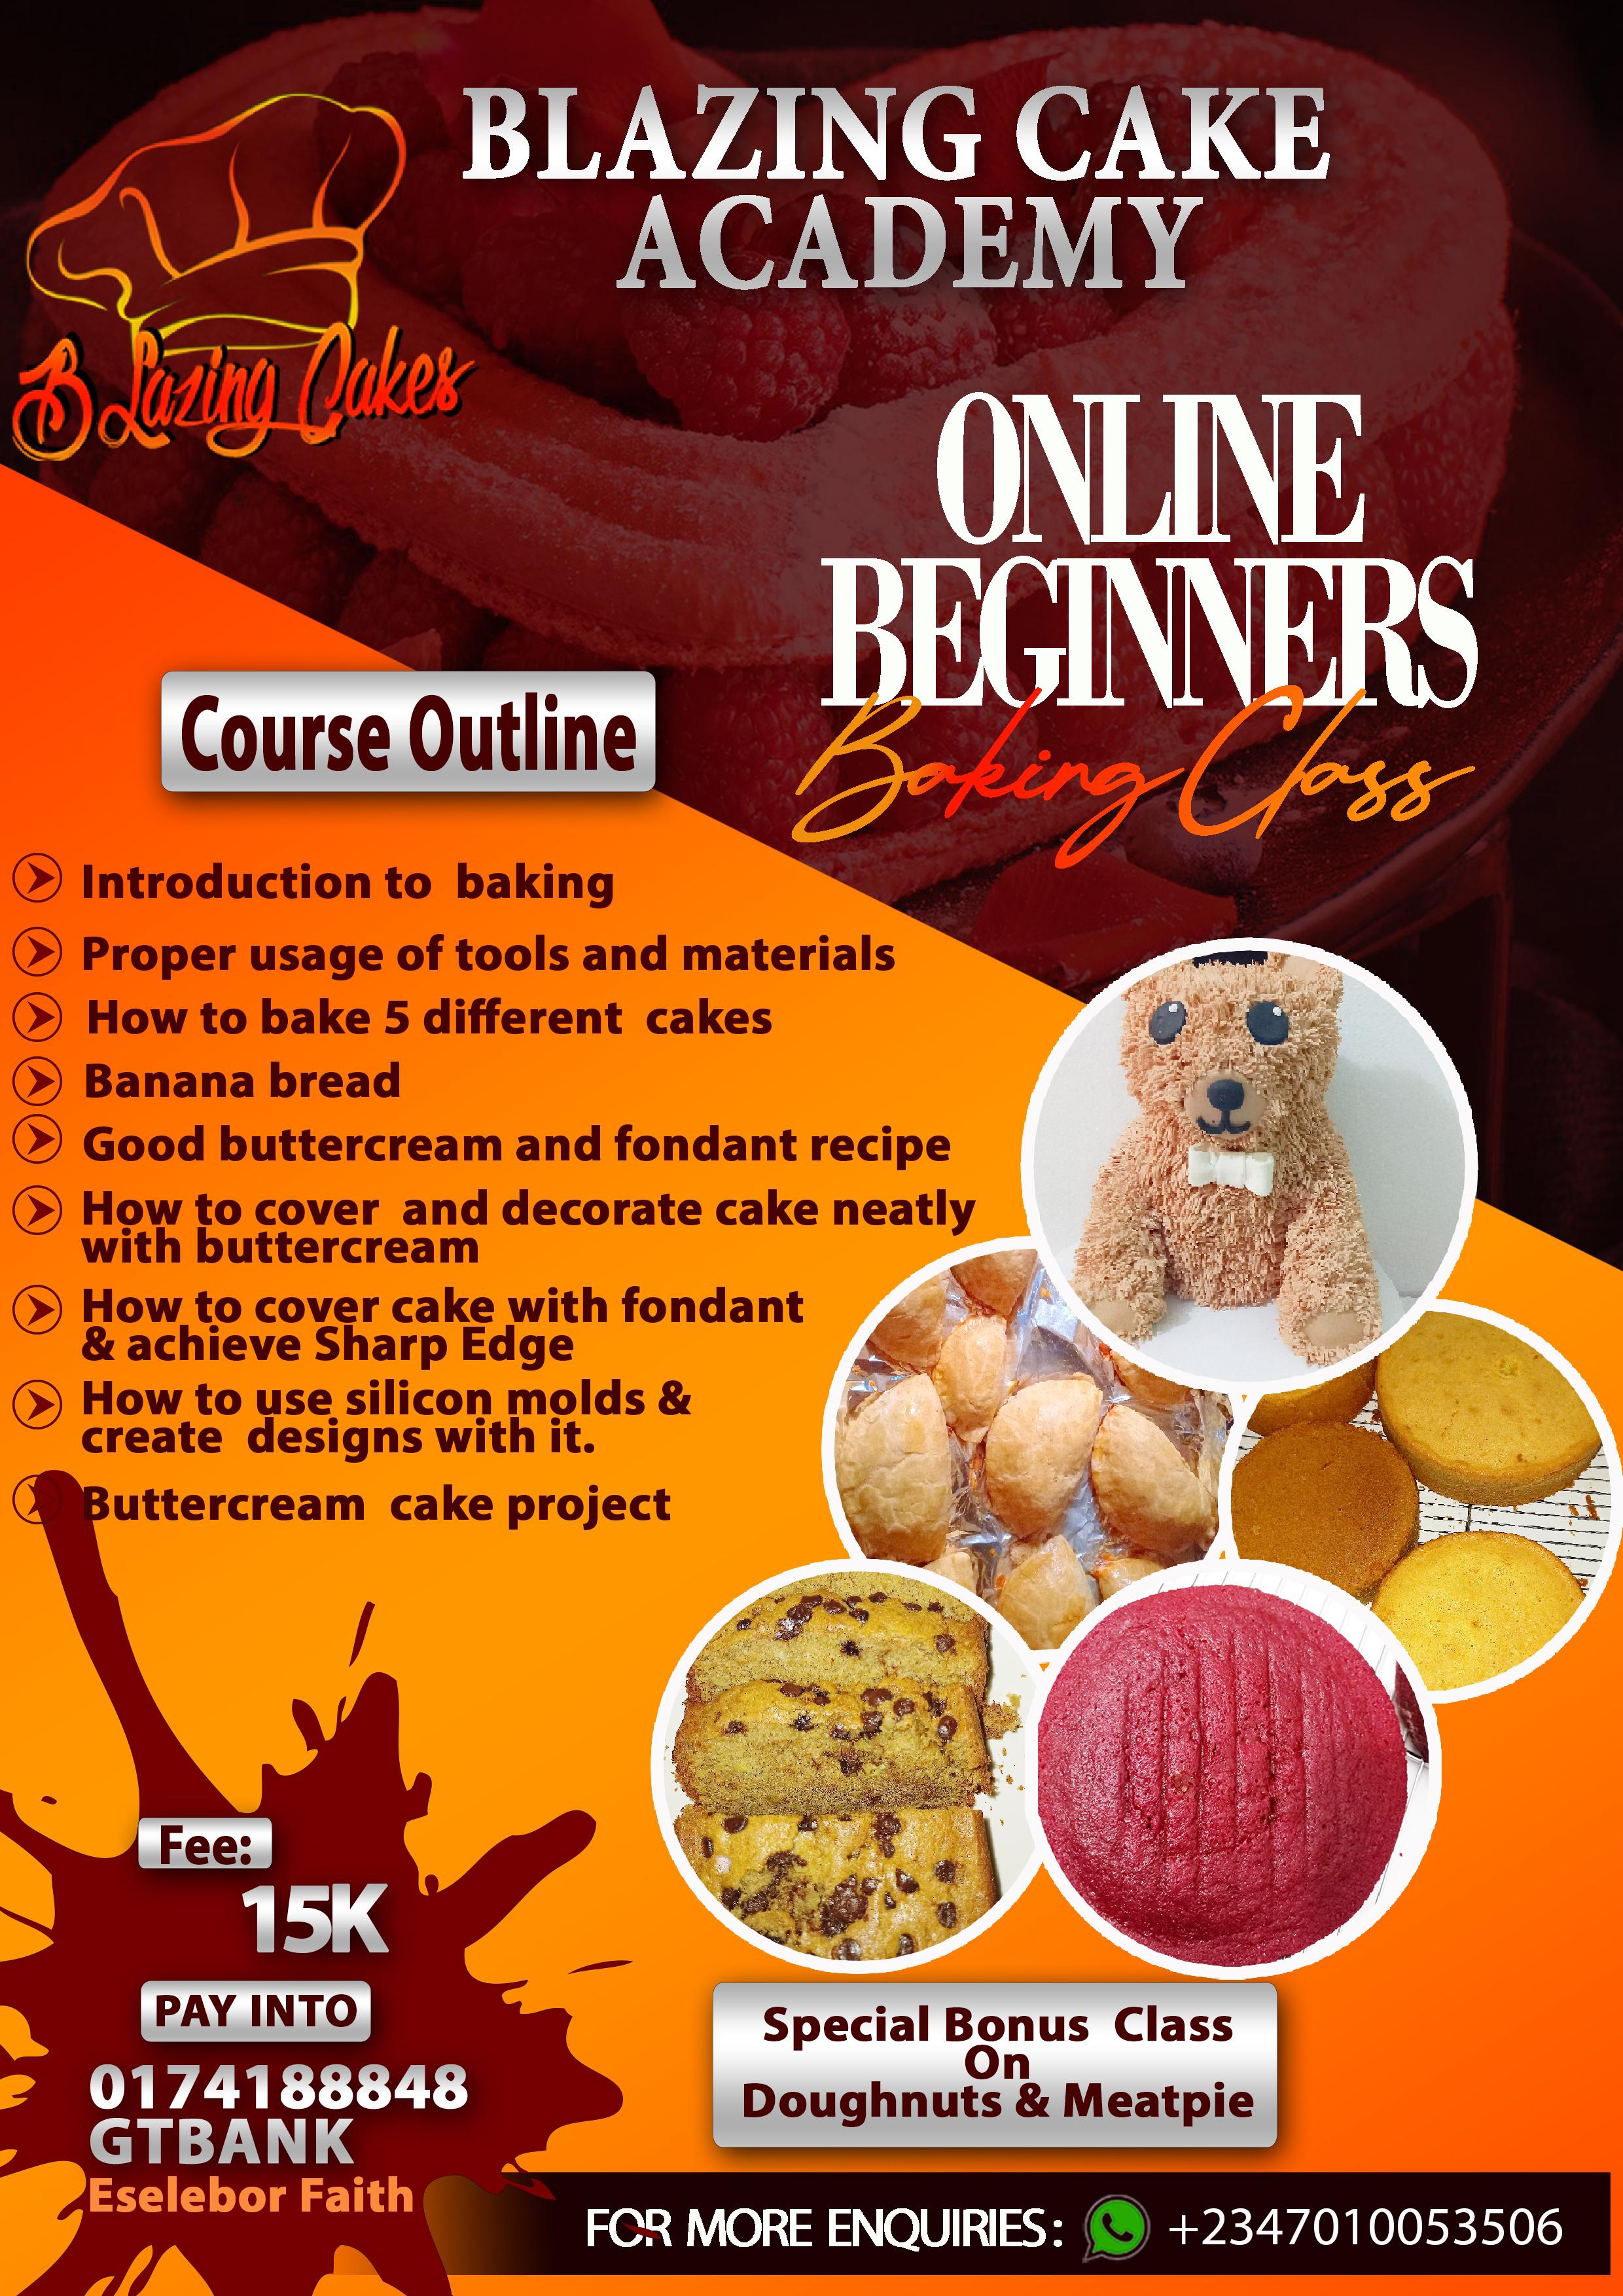 BLAZING CAKE
ACADEMY
BLazing Cakes
ONLINE
BEGINNERS
Baking Class
Course Outline
Introduction to baking
Proper usage of tools and materials
How to bake 5 different cakes
Banana bread
Good buttercream and fondant recipe
How to cover and decorate cake neatly
with buttercream
How to cover cake with fondant
& achieve Sharp Edge
How to use silicon molds &
create designs with it.
Buttercream cake project
Fee:
15K
PAY INTO
0174188848
GTBANK
Eselebor Faith
Special Bonus Class
On
Doughnuts & Meatpie
FOR MORE ENQUIRIES: +2347010053506